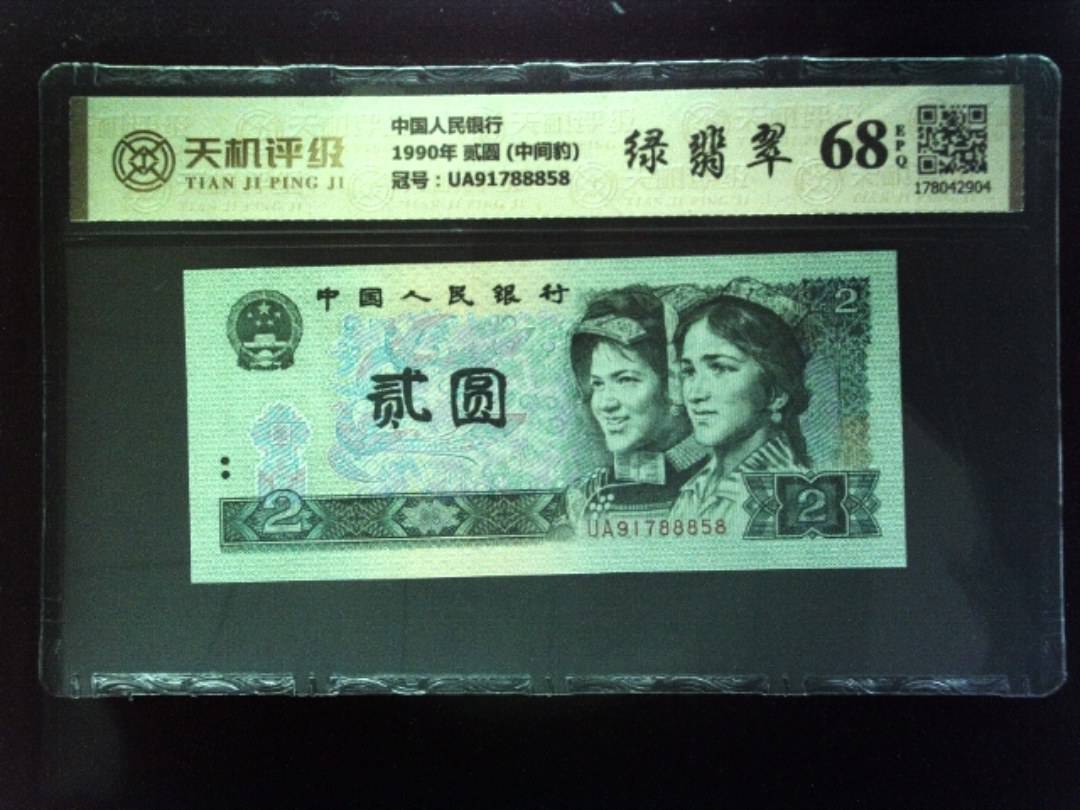 天机评级
TIAN JI PING JI
中国人民银行
1990年 贰圆 (中间豹)
冠号：UA91788858
绿翡翠
68
EPQ
178042904
中国人民银行
2
贰圆
2
UA91788858
2